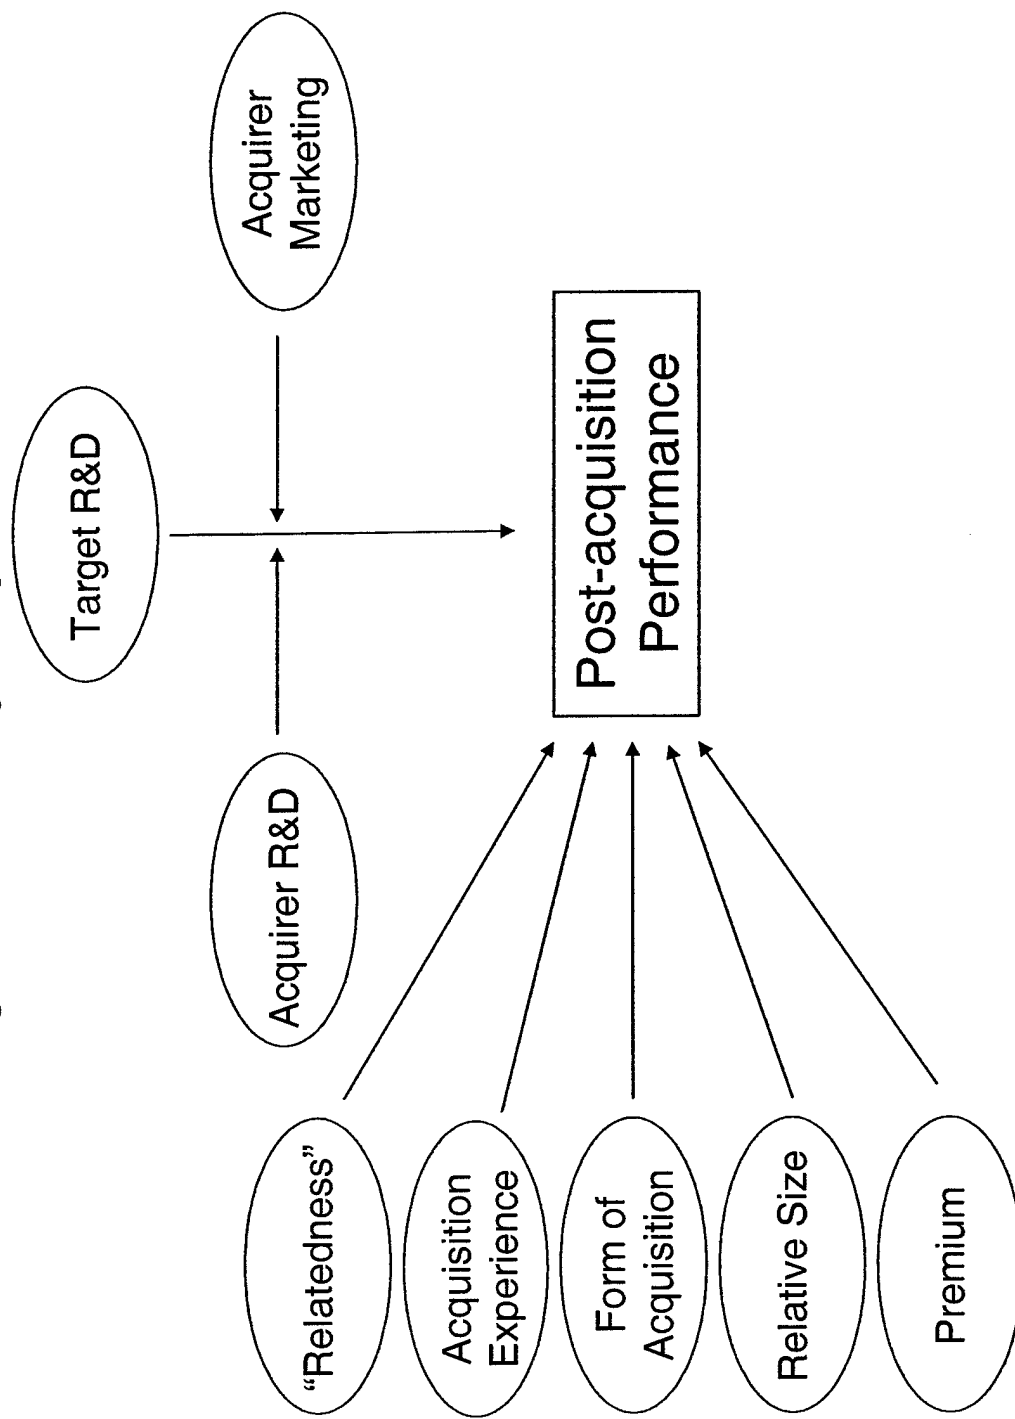 Target R&D
Acquirer R&D
Acquirer
Marketing
“Relatedness”
Acquisition
Experience
Form of
Acquisition
Relative Size
Premium
Post-acquisition
Performance